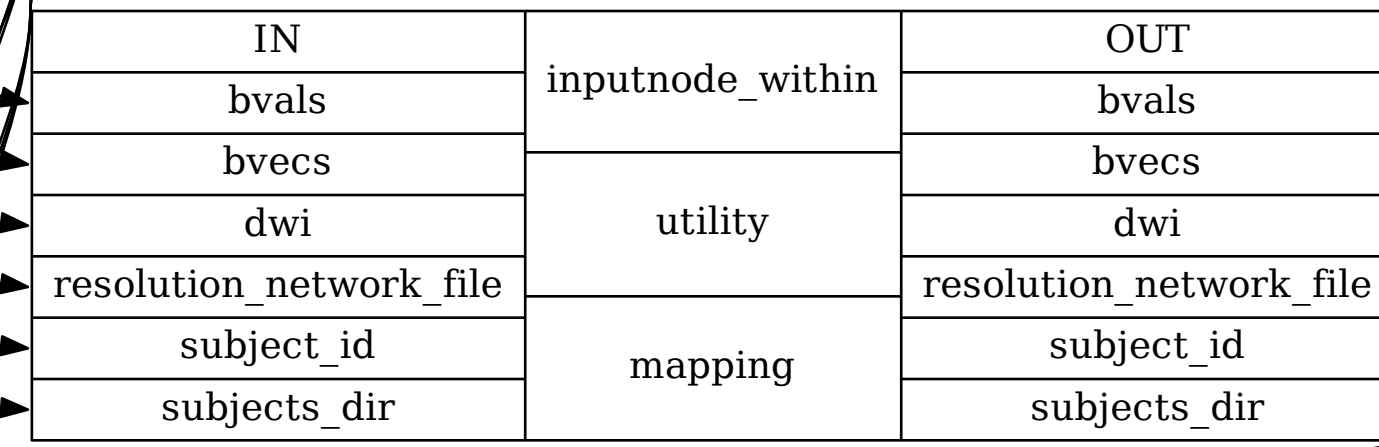 IN
bvals
bvecs
dwi
resolution_network_file
subject_id
subjects_dir
inputnode_within
utility
mapping
OUT
bvals
bvecs
dwi
resolution_network_file
subject_id
subjects_dir